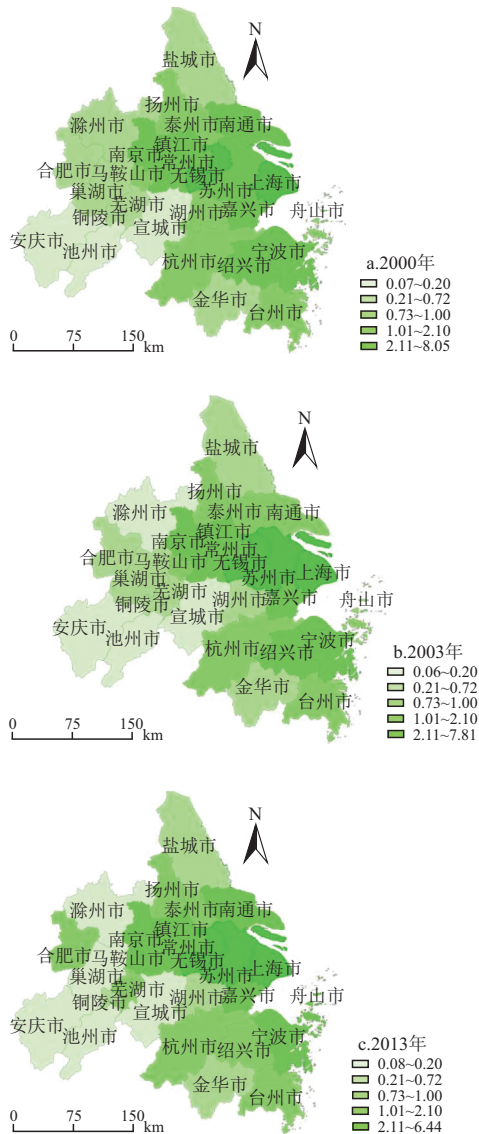 N
盐城市
扬州市
滁州市 泰州市 南通市
镇江市
南京市 常州市
合肥市 马鞍山市 无锡市 上海市
巢湖市 芜湖市 苏州市
铜陵市 湖州市 嘉兴市 舟山市
宣城市
安庆市 池州市 宁波市
杭州市 绍兴市
金华市 台州市
a.2000年
0.07~0.20
0.21~0.72
0.73~1.00
1.01~2.10
2.11~8.05
0 75 150
km
N
盐城市
扬州市
滁州市 泰州市 南通市
镇江市
南京市 常州市
合肥市 马鞍山市 无锡市 上海市
巢湖市 芜湖市 苏州市
铜陵市 湖州市 嘉兴市 舟山市
宣城市
安庆市 池州市 宁波市
杭州市 绍兴市
金华市 台州市
b.2003年
0.06~0.20
0.21~0.72
0.73~1.00
1.01~2.10
2.11~7.81
0 75 150
km
N
盐城市
扬州市
滁州市 泰州市 南通市
镇江市
南京市 常州市
合肥市 马鞍山市 无锡市 上海市
巢湖市 芜湖市 苏州市
铜陵市 湖州市 嘉兴市 舟山市
宣城市
安庆市 池州市 宁波市
杭州市 绍兴市
金华市 台州市
c.2013年
0.08~0.20
0.21~0.72
0.73~1.00
1.01~2.10
2.11~6.44
0 75 150
km